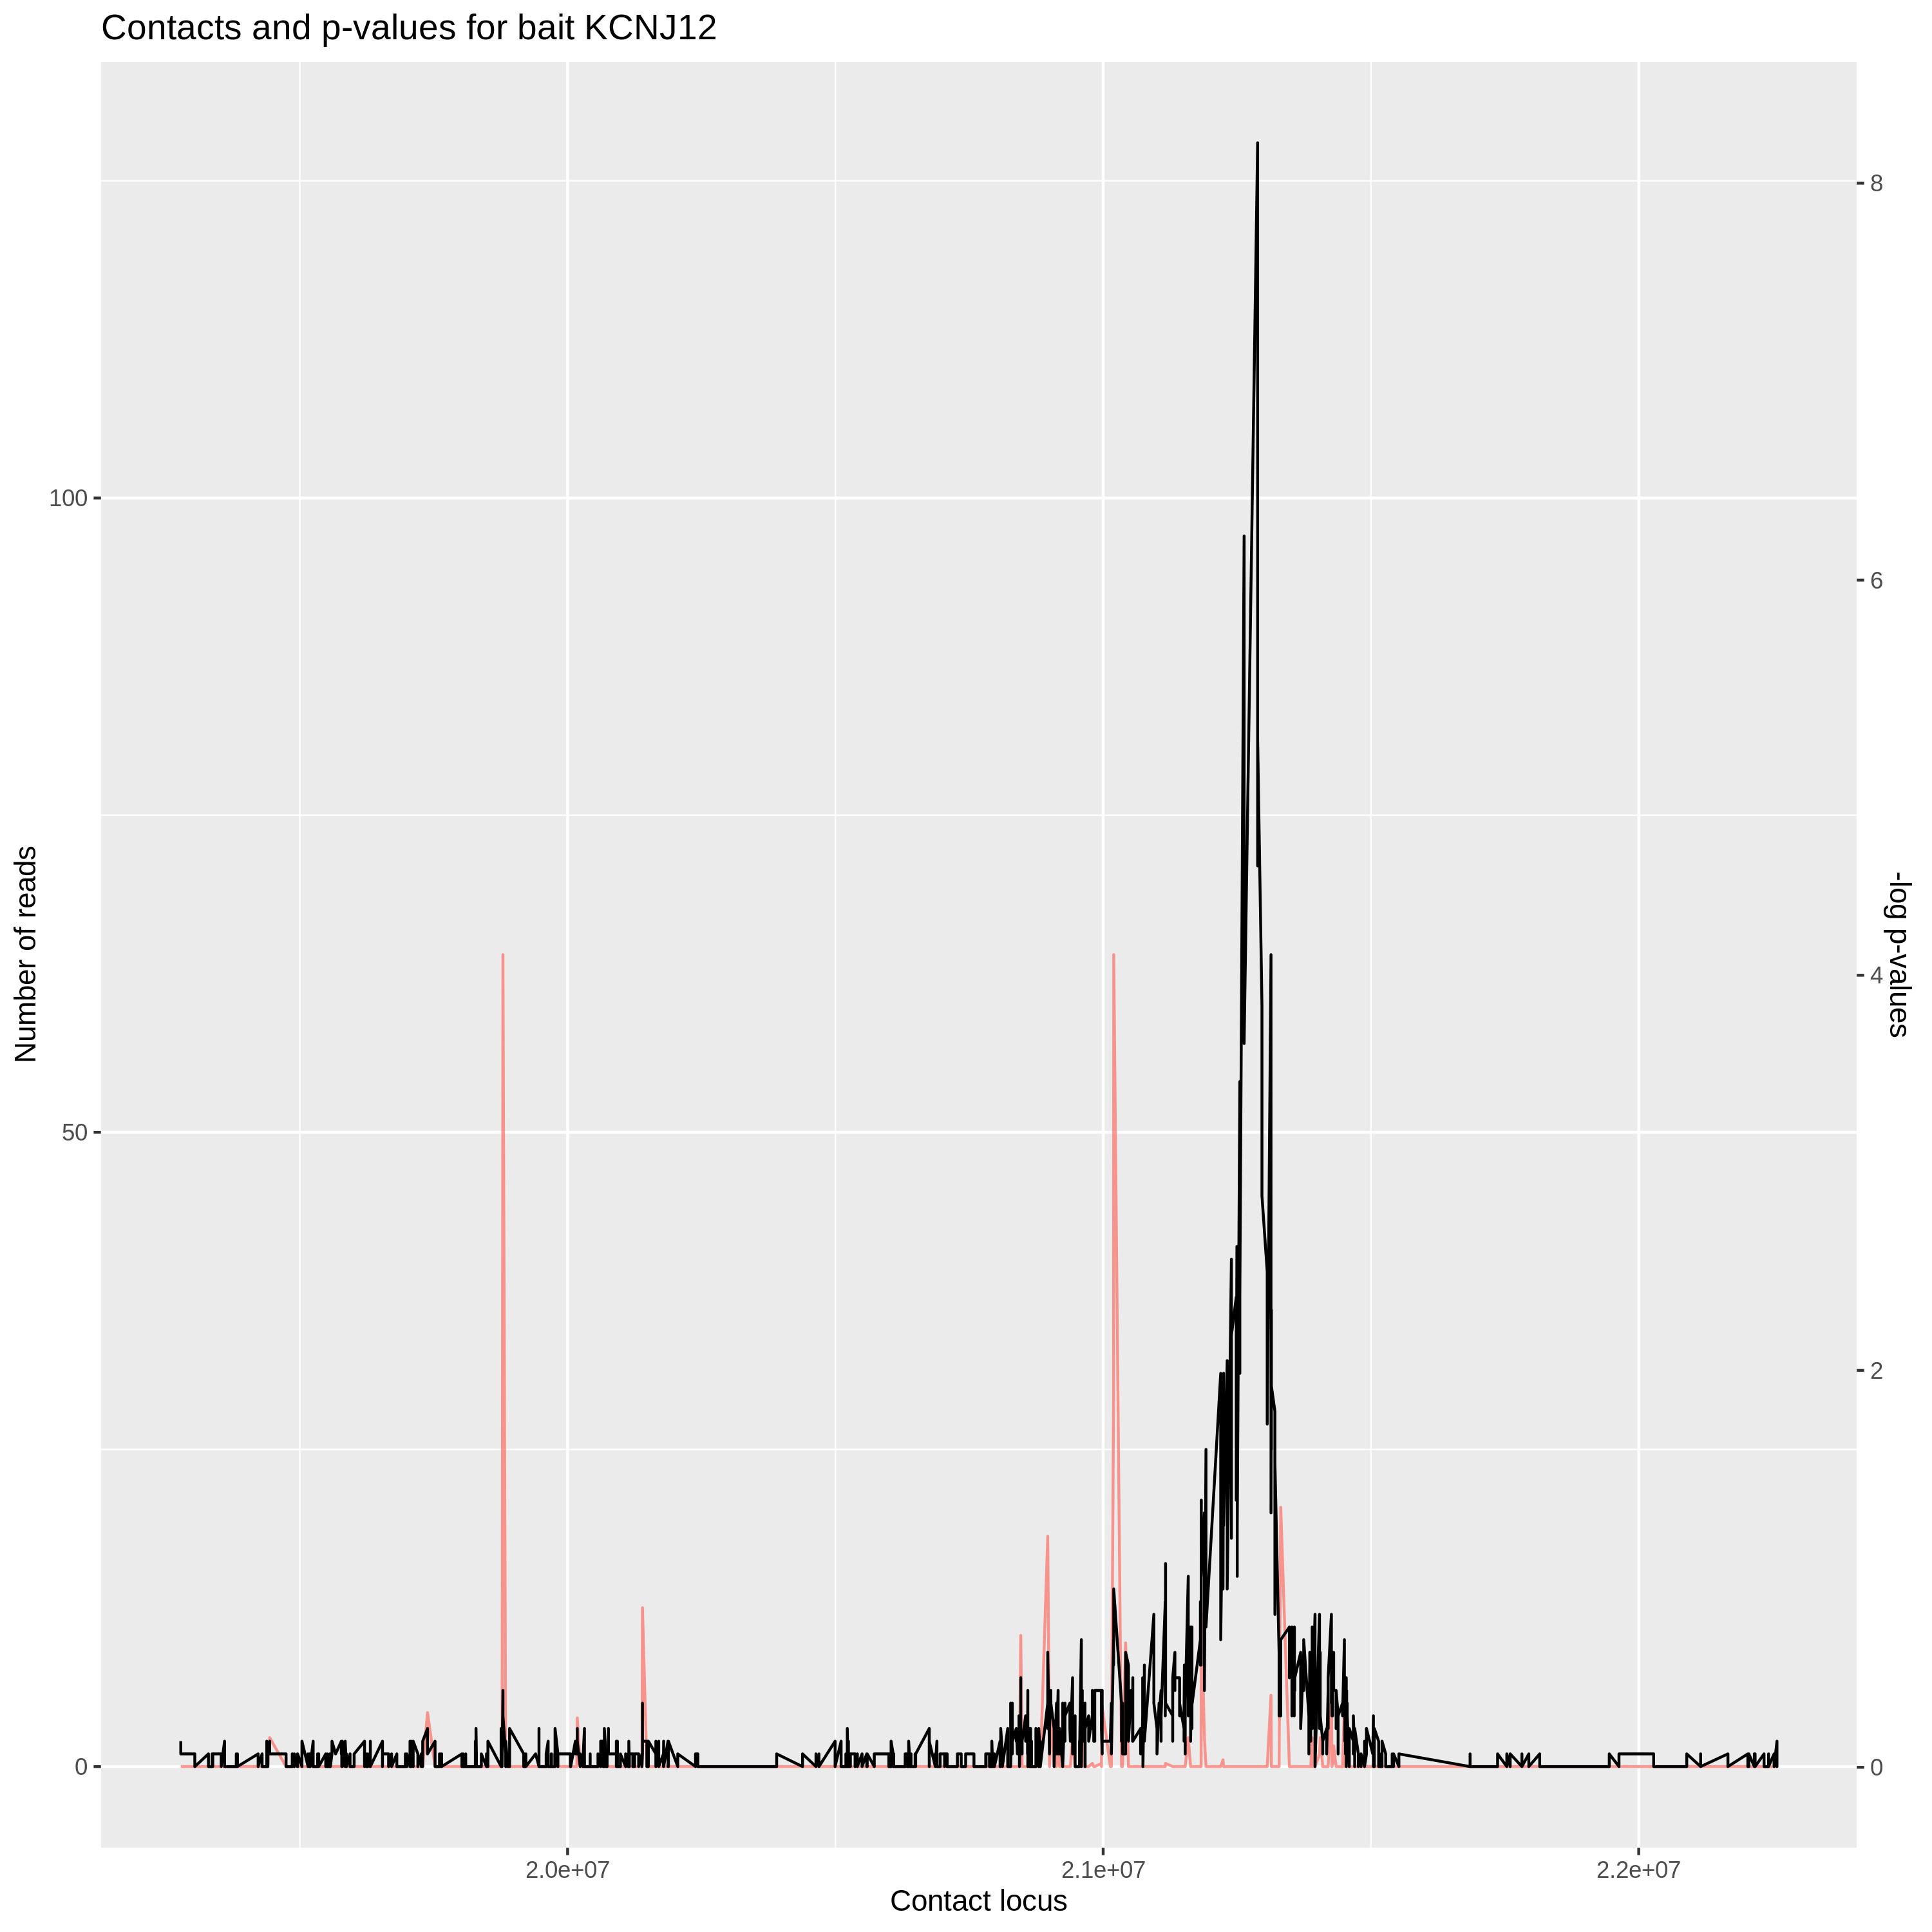 Contacts and p-values for bait KCNJ12
Number of reads
100
50
0
8
6
4
2
0
-log p-values
2.0e+07
2.1e+07
2.2e+07
Contact locus